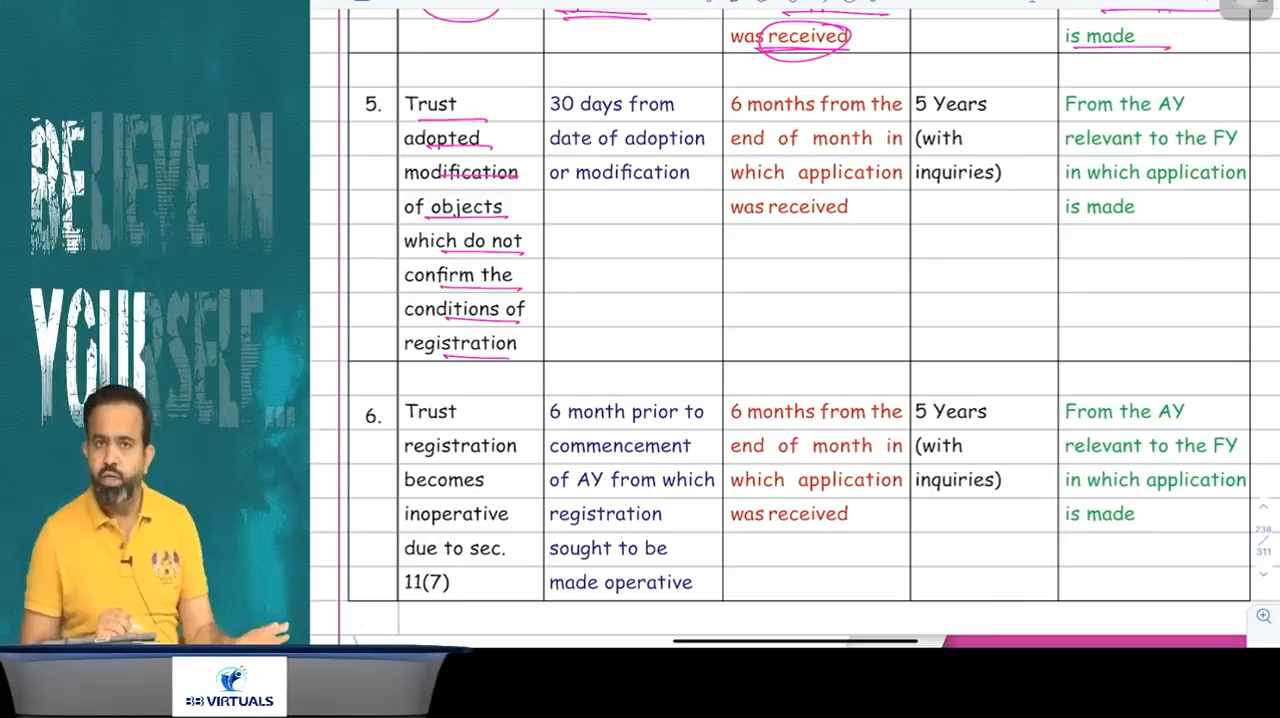 BELIEVE IN
YOURSELF...
was received
is made
5.
Trust
adopted
modification
of objects
which do not
confirm the
conditions of
registration
30 days from
date of adoption
or modification
6 months from the
end of month in
which application
was received
5 Years
(with
inquiries)
From the AY
relevant to the FY
in which application
is made
6.
Trust
registration
becomes
inoperative
due to sec.
11(7)
6 month prior to
commencement
of AY from which
registration
sought to be
made operative
6 months from the
end of month in
which application
was received
5 Years
(with
inquiries)
From the AY
relevant to the FY
in which application
is made
238
311
BB VIRTUALS